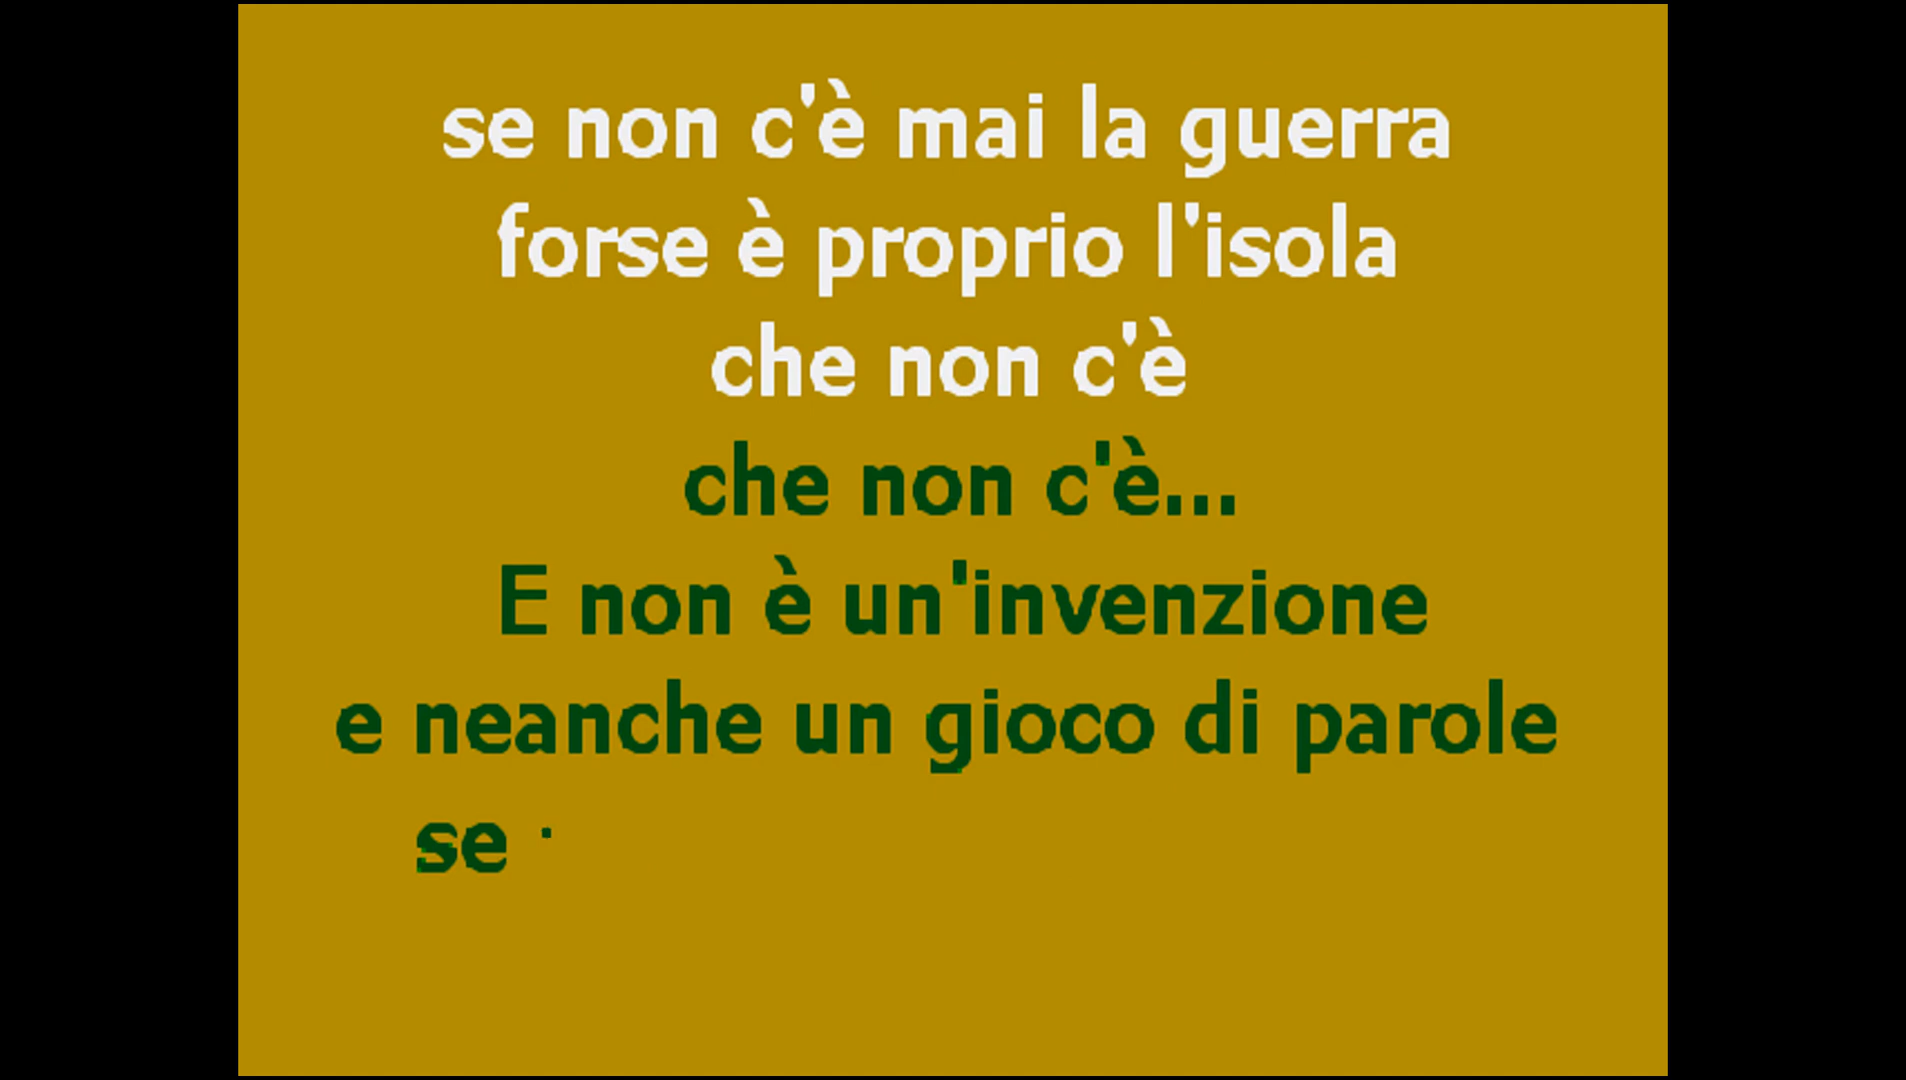 se non c'è mai la guerra
forse è proprio l'isola
che non c'è
che non c'è...
E non è un'invenzione
e neanche un gioco di parole
se